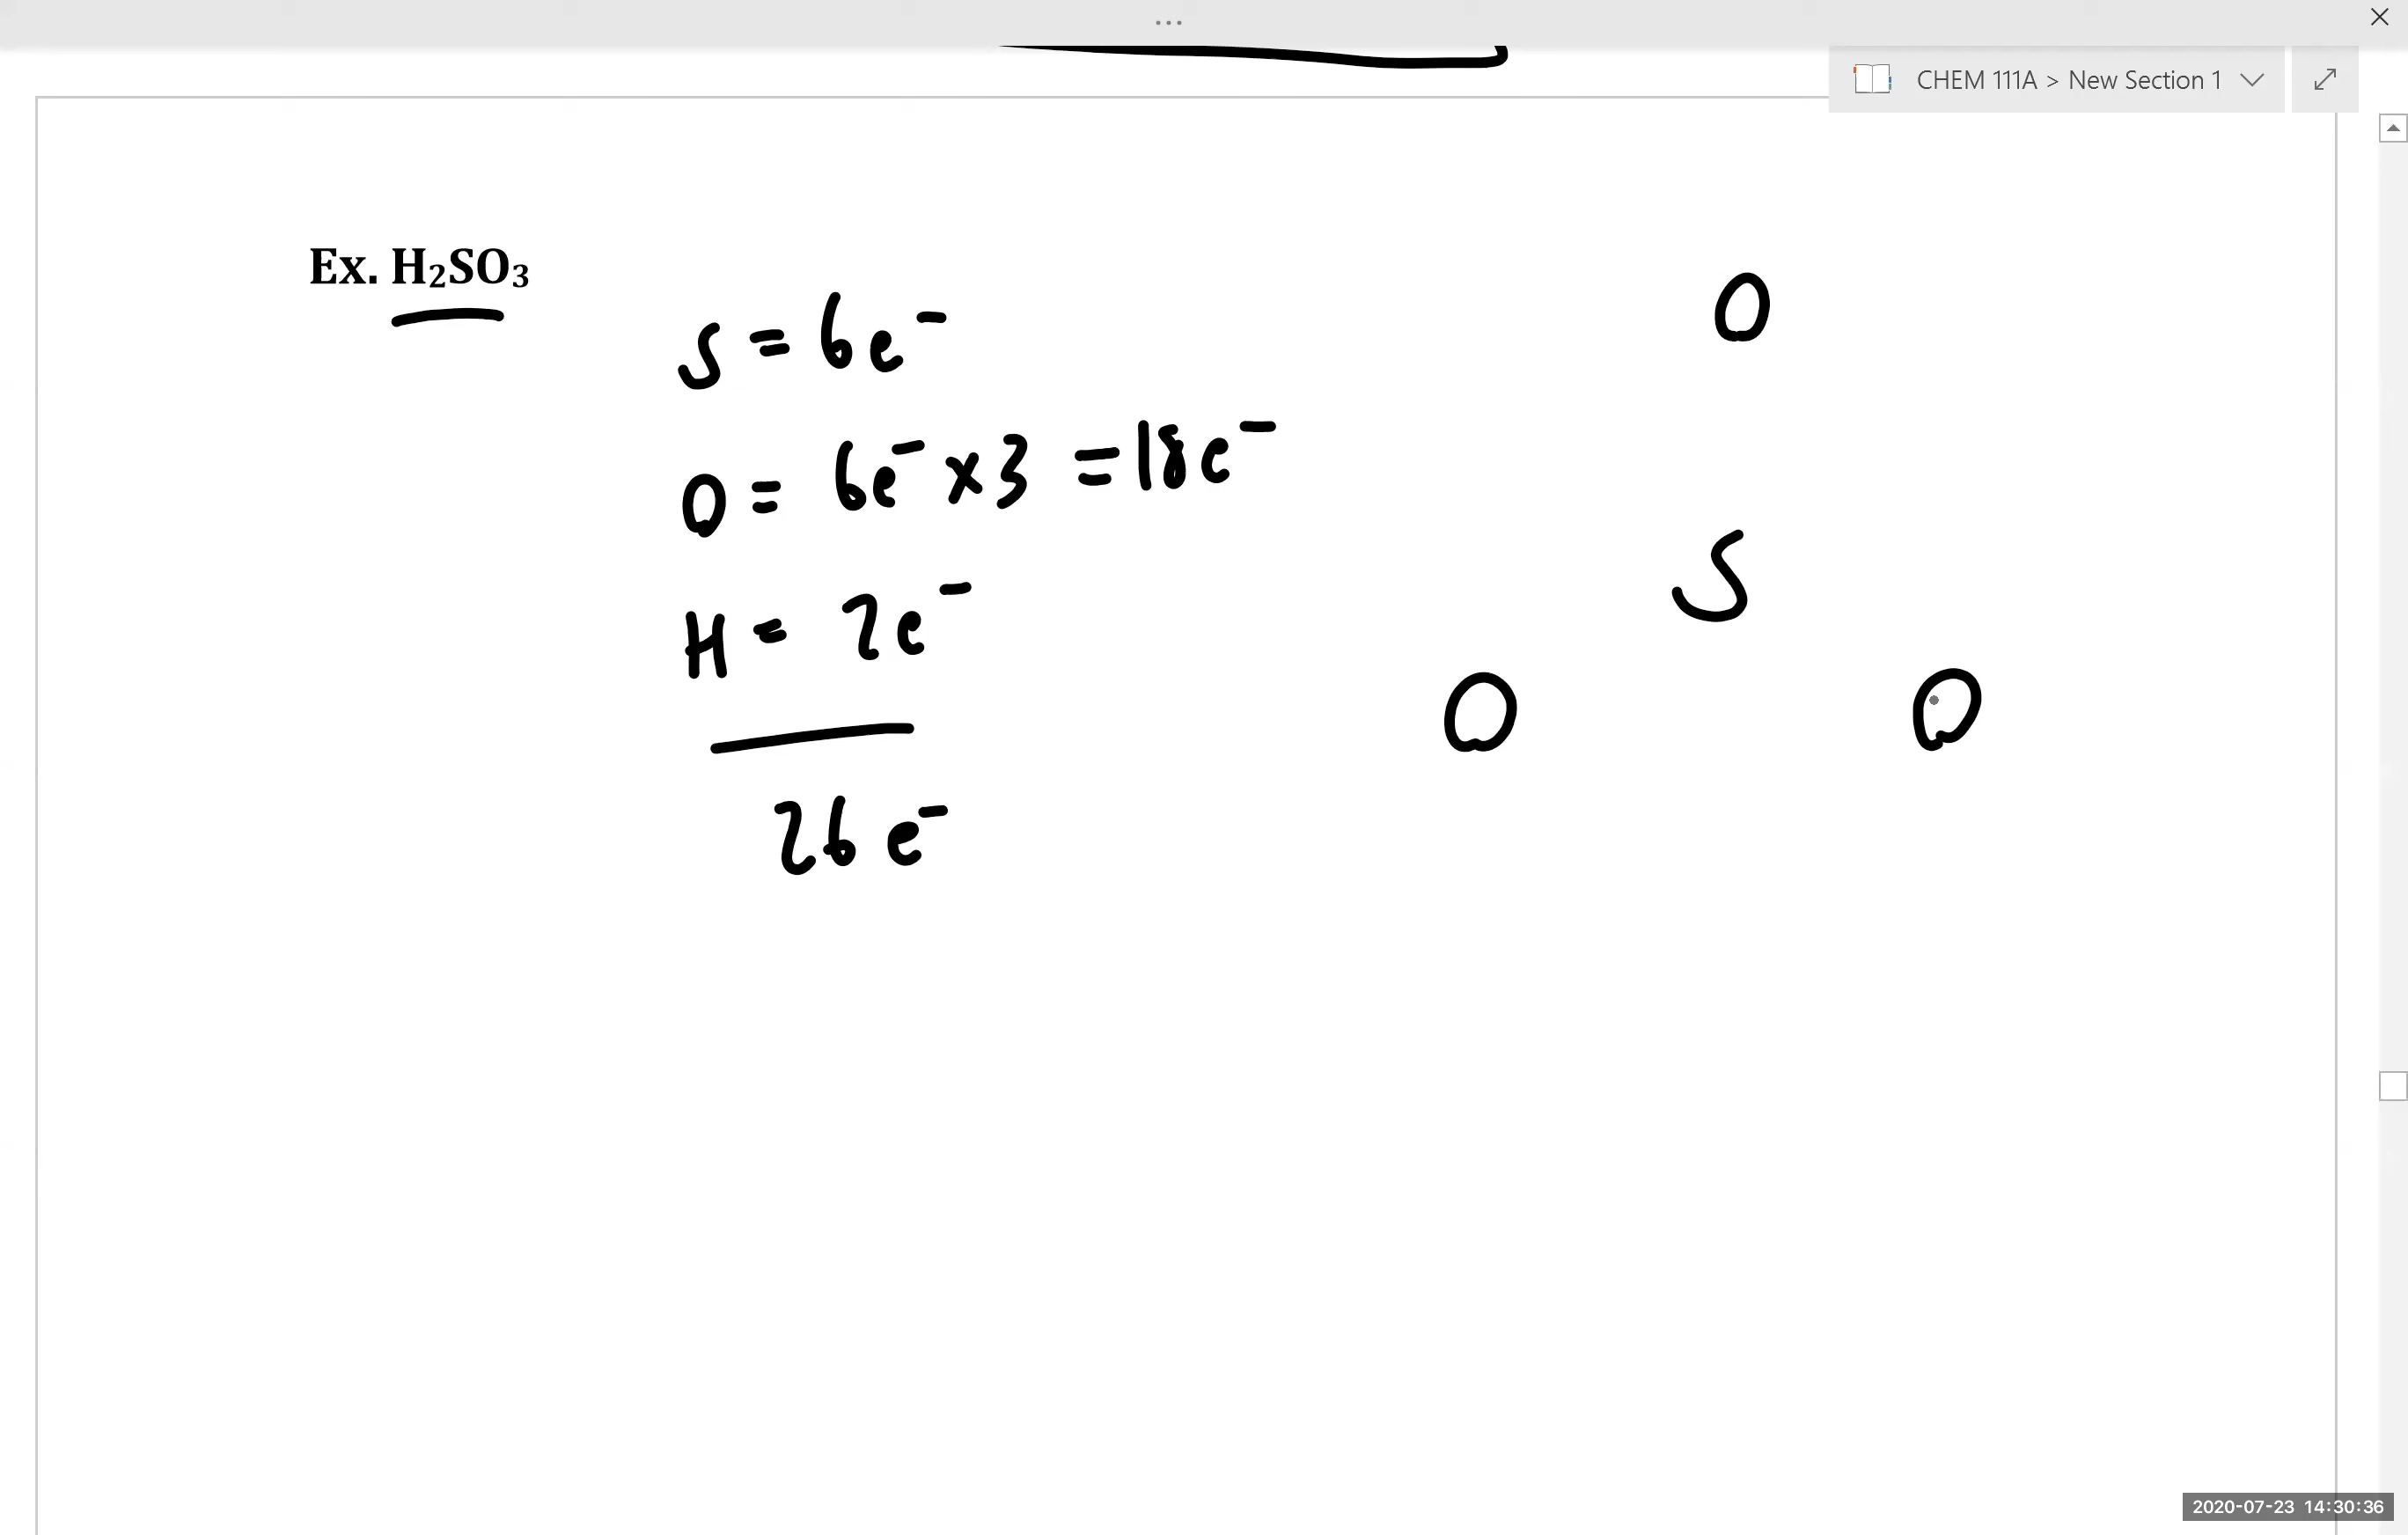 ...
CHEM 111A > New Section 1
Ex. H₂SO₃
S = 6e⁻
O = 6e⁻ x 3 = 18e⁻
H = 2e⁻
26 e⁻
O
S
O O
2020-07-23 14:30:36